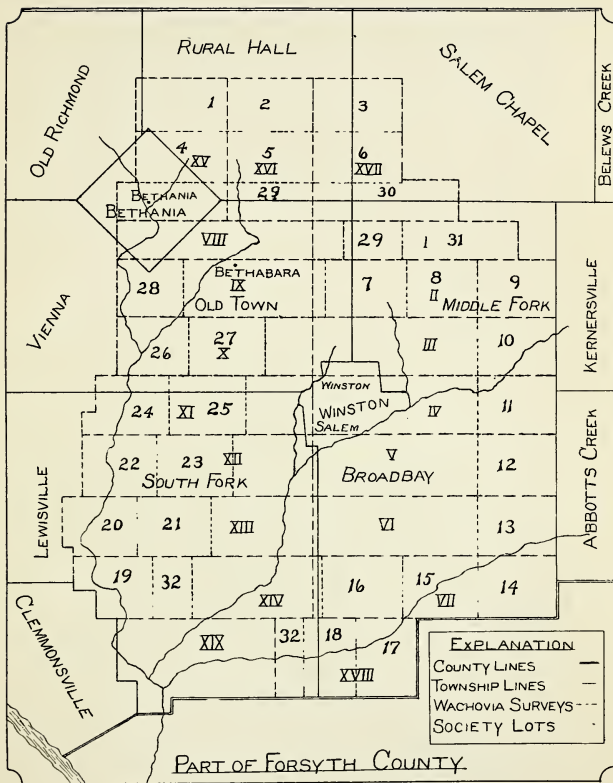 RURAL HALL
SALEM CHAPEL
OLD RICHMOND
BELEWS CREEK
1 2 3
4 5 6
XV XVI XVII
29 30
BETHANIA
BETHANIA
VIII 29 I 31
BETHABARA
28 IX 7 8 9
II
OLD TOWN MIDDLE FORK
VIENNA
KERNERSVILLE
27 10
26 X III
WINSTON
24 XI 25 WINSTON IV 11
SALEM
ABBOTTS CREEK
22 23 XII V 12
SOUTH FORK BROADBAY
LEWISVILLE
20 21 XIII VI 13
19 32 XIV 16 15 14
VII
CLEMMONSVILLE
XIX 32 18 17
XVIII
EXPLANATION
COUNTY LINES
TOWNSHIP LINES
WACHOVIA SURVEYS
SOCIETY LOTS
PART OF FORSYTH COUNTY